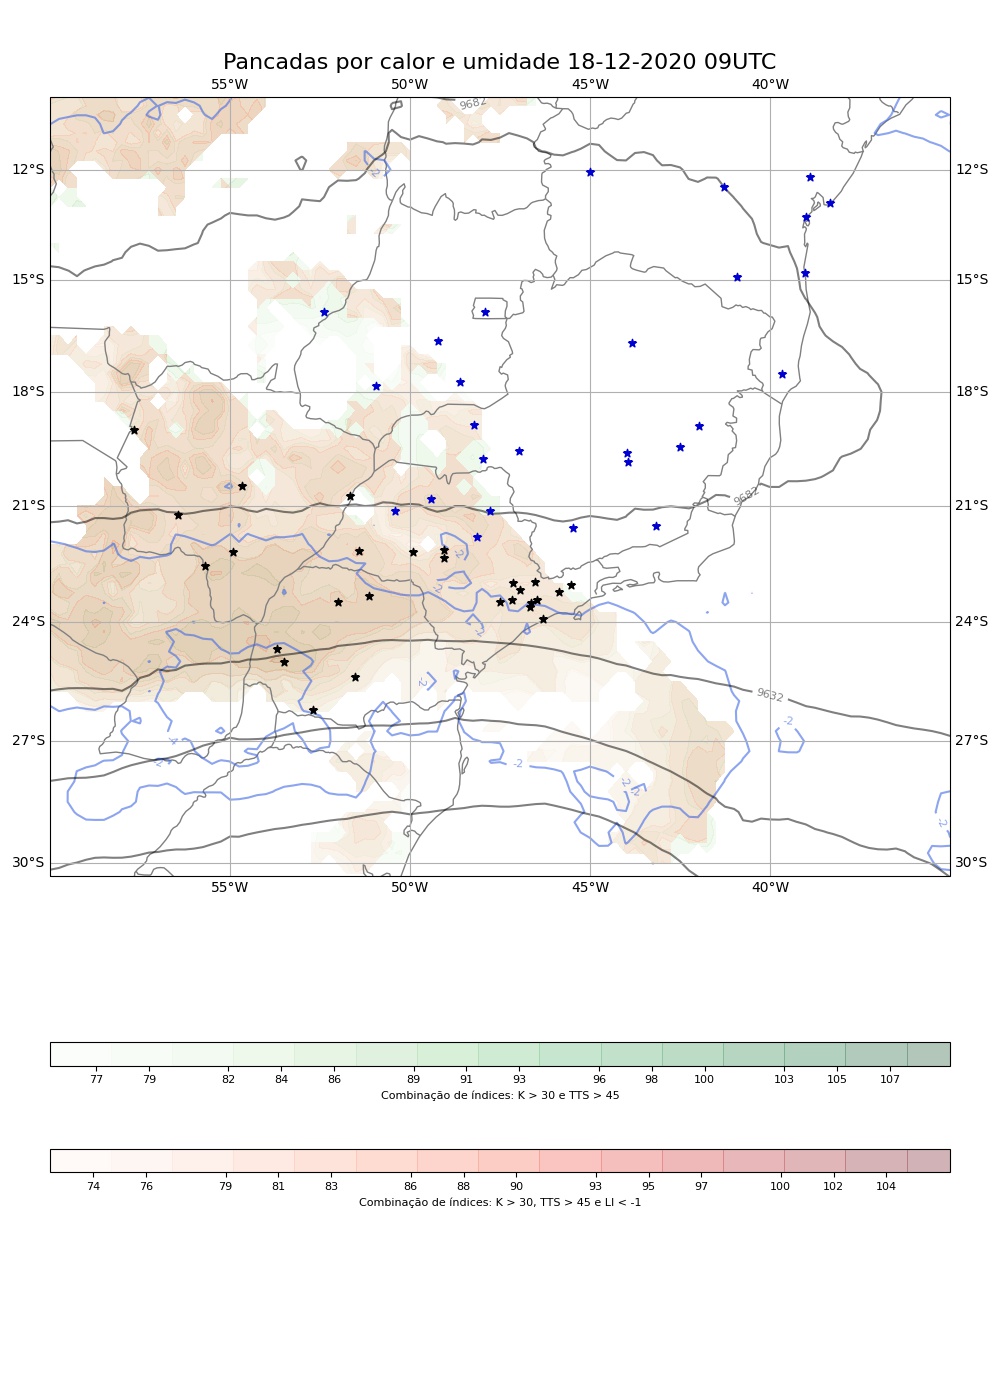 Pancadas por calor e umidade 18-12-2020 09UTC
55°W 50°W 45°W 40°W
9682
12°S 12°S
-2
15°S 15°S
18°S 18°S
9682
21°S 21°S
-2
-2
24°S 24°S
-2
9632
-2
27°S 27°S
-2
-2
-2
-2
30°S 30°S
55°W 50°W 45°W 40°W
77 79 82 84 86 89 91 93 96 98 100 103 105 107
Combinação de índices: K > 30 e TTS > 45
74 76 79 81 83 86 88 90 93 95 97 100 102 104
Combinação de índices: K > 30, TTS > 45 e LI < -1